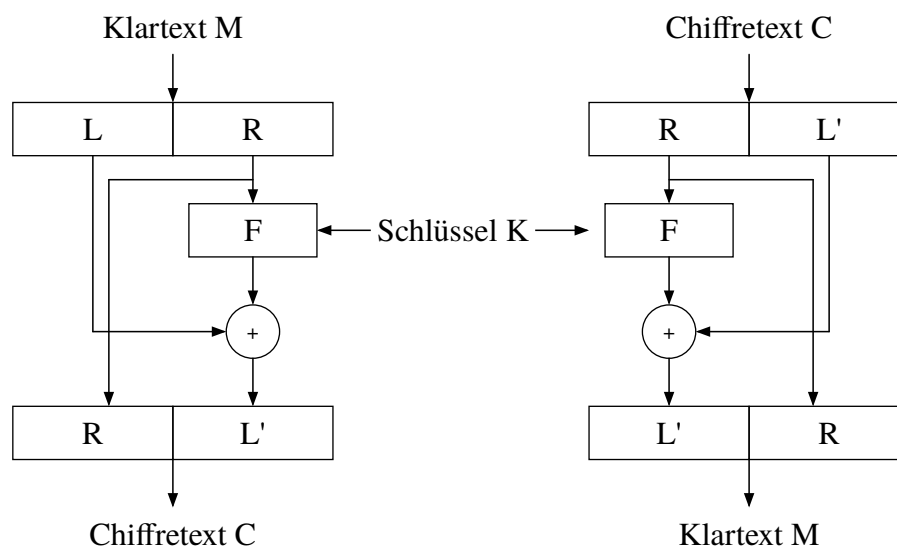 Klartext M
Chiffretext C
L R
R L'
F
Schlüssel K
F
+
+
R L'
L' R
Chiffretext C
Klartext M